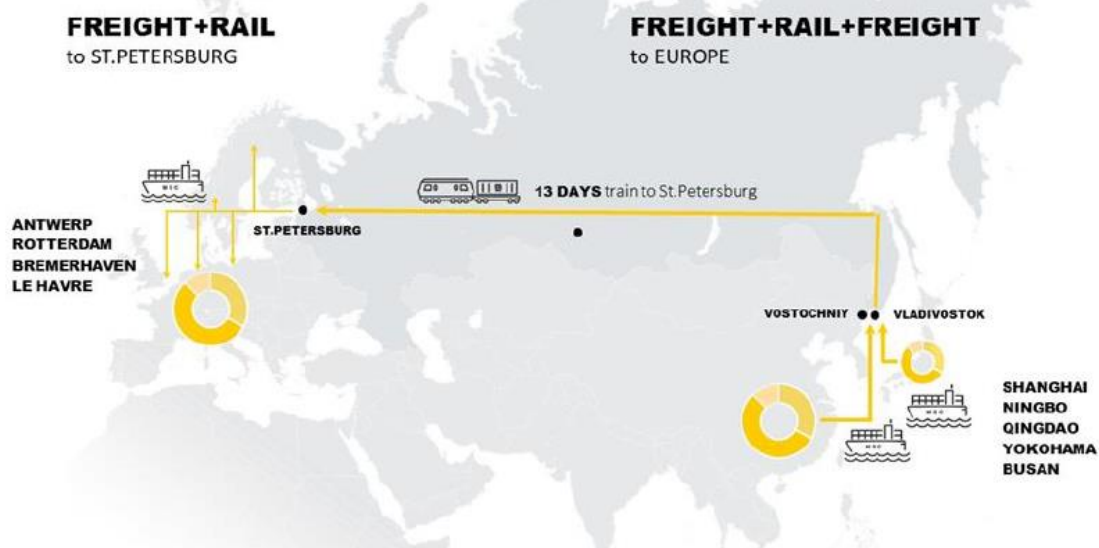 FREIGHT+RAIL
to ST.PETERSBURG
FREIGHT+RAIL+FREIGHT
to EUROPE
13 DAYS train to St.Petersburg
ST.PETERSBURG
ANTWERP
ROTTERDAM
BREMERHAVEN
LE HAVRE
VOSTOCHNIY
VLADIVOSTOK
SHANGHAI
NINGBO
QINGDAO
YOKOHAMA
BUSAN